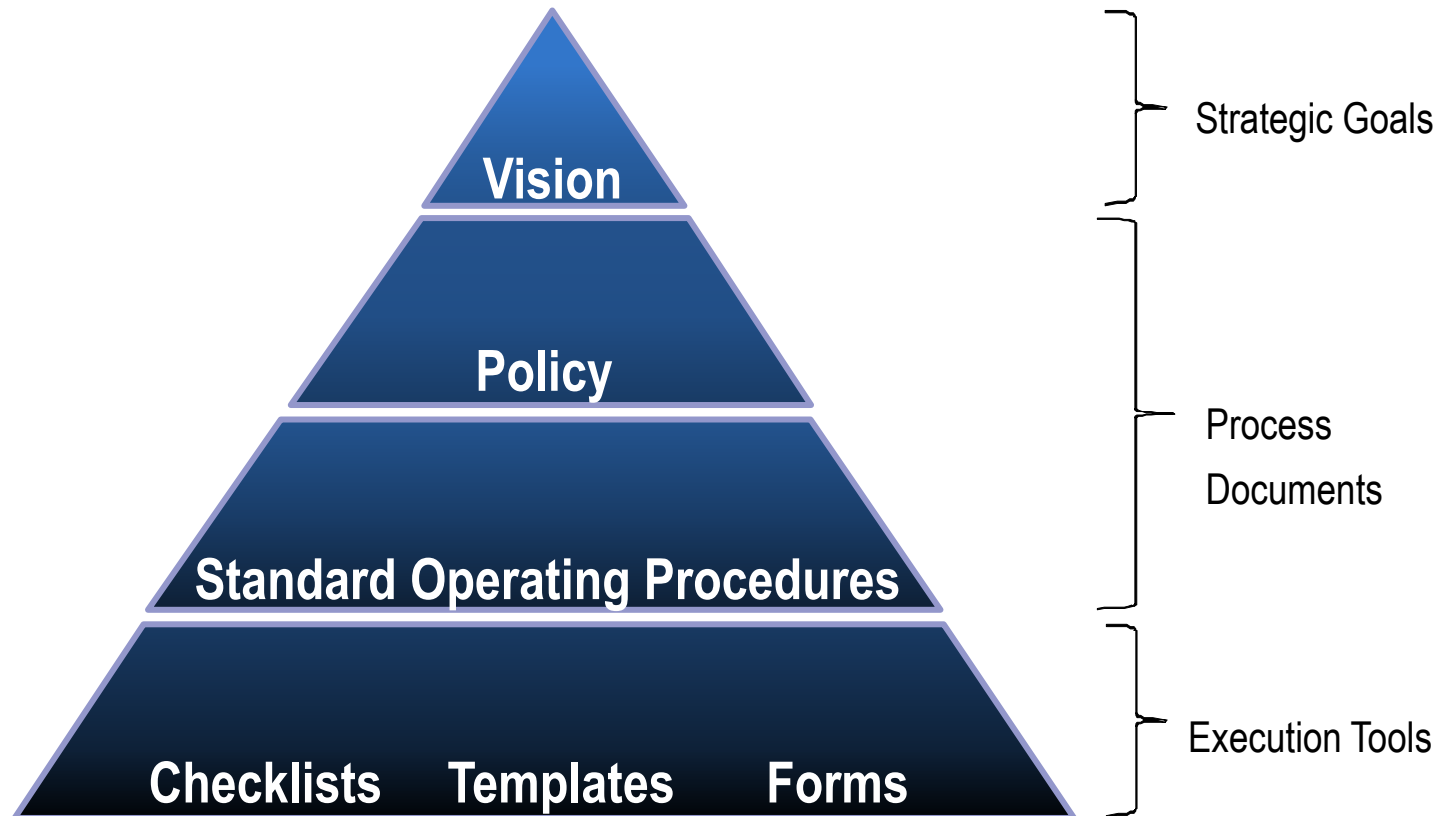 Vision
Strategic Goals
Policy
Process
Documents
Standard Operating Procedures
Checklists Templates Forms
Execution Tools